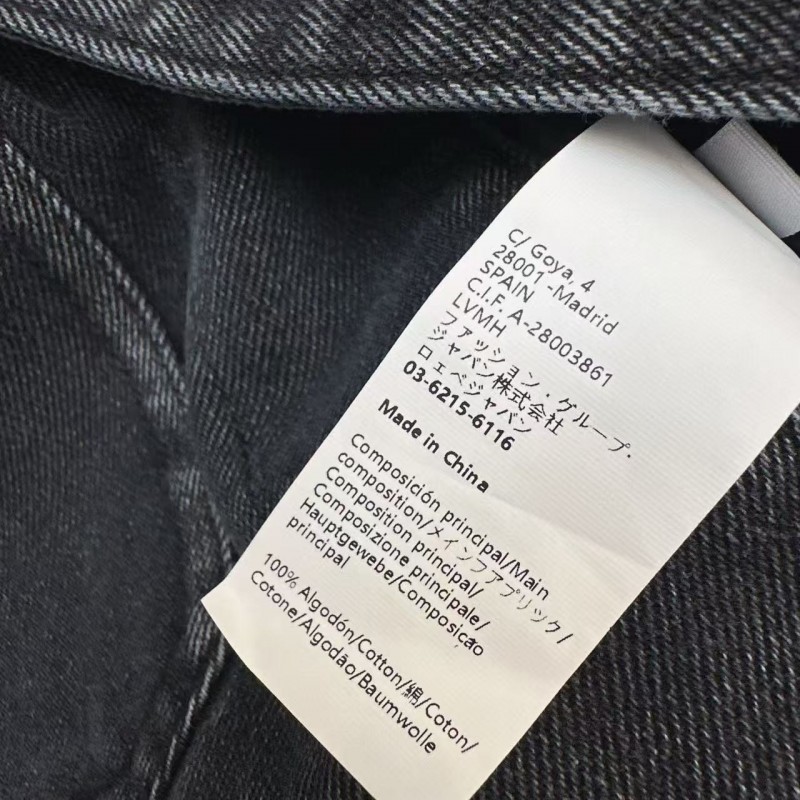 C/ Goya, 4
28001 -Madrid
SPAIN
C.I.F. A-28003861
LVMH
ファッション・グループ・
ジャパン株式会社
ロエベジャパン
03-6215-6116
Made in China
Composición principal/Main
composition/メインファブリック/
Composition principal/
Composizione principale/
Hauptgewebe/Composicão
principal
100% Algodón/Cotton/綿/Coton/
Cotone/Algodão/Baumwolle